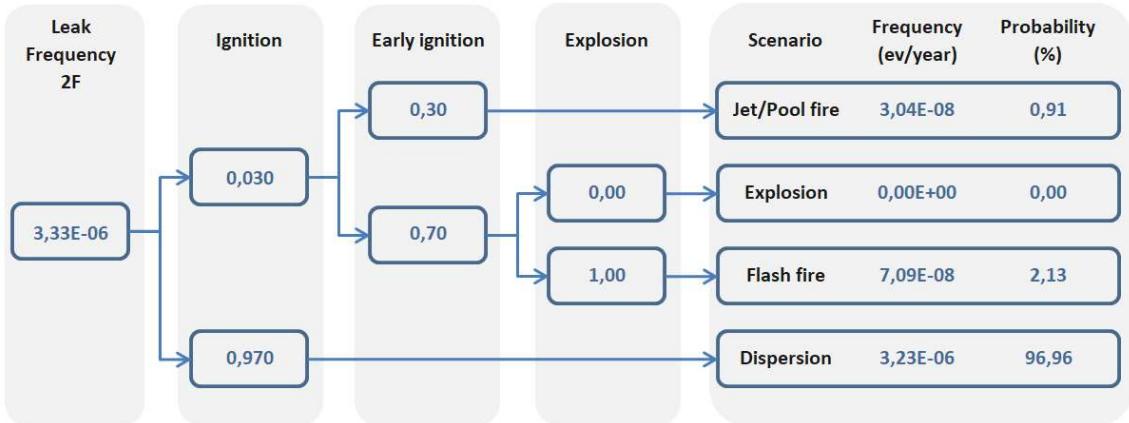 Leak
Frequency
2F
Ignition
Early ignition
Explosion
Scenario
Frequency
(ev/year)
Probability
(%)
3,33E-06
0,030
0,970
0,30
0,70
0,00
1,00
Jet/Pool fire 3,04E-08 0,91
Explosion 0,00E+00 0,00
Flash fire 7,09E-08 2,13
Dispersion 3,23E-06 96,96